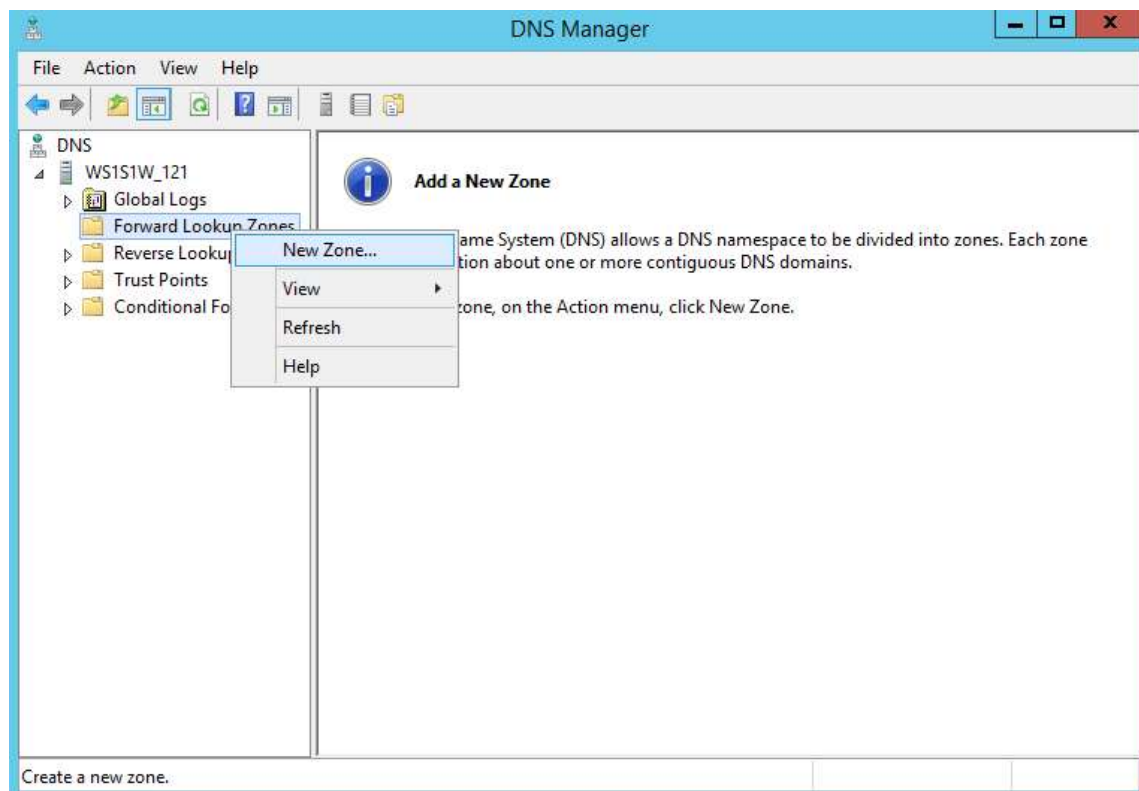 DNS Manager
File Action View Help
DNS
WS1S1W_121
Global Logs
Forward Lookup Zones
Reverse Looku
Trust Points
Conditional Fo
New Zone...
View
Refresh
Help
Add a New Zone
ame System (DNS) allows a DNS namespace to be divided into zones. Each zone
tion about one or more contiguous DNS domains.
zone, on the Action menu, click New Zone.
Create a new zone.